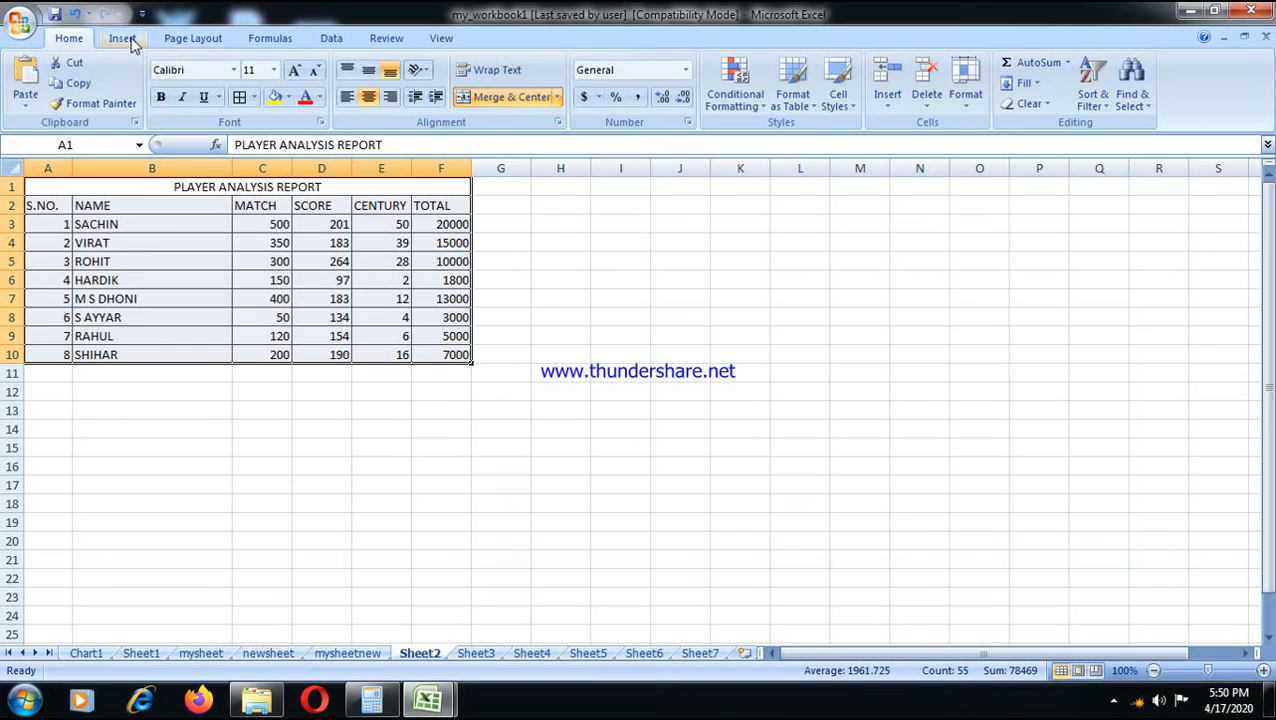 my_workbook1 [Last saved by user] [Compatibility Mode] - Microsoft Excel
Home Insert Page Layout Formulas Data Review View
Paste Cut Copy Format Painter Clipboard
Calibri 11 B I U A Font
Wrap Text Merge & Center Alignment
General $ % , Number
Conditional Formatting Format as Table Cell Styles Styles
Insert Delete Format Cells
AutoSum Fill Clear Sort & Filter Find & Select Editing
A1 fx PLAYER ANALYSIS REPORT
A B C D E F G H I J K L M N O P Q R S
1 PLAYER ANALYSIS REPORT
2 S.NO. NAME MATCH SCORE CENTURY TOTAL
3 1 SACHIN 500 201 50 20000
4 2 VIRAT 350 183 39 15000
5 3 ROHIT 300 264 28 10000
6 4 HARDIK 150 97 2 1800
7 5 M S DHONI 400 183 12 13000
8 6 S AYYAR 50 134 4 3000
9 7 RAHUL 120 154 6 5000
10 8 SHIHAR 200 190 16 7000
www.thundershare.net
11
12
13
14
15
16
17
18
19
20
21
22
23
24
25
Chart1 Sheet1 mysheet newsheet mysheetnew Sheet2 Sheet3 Sheet4 Sheet5 Sheet6 Sheet7
Ready Average: 1961.725 Count: 55 Sum: 78469 100%
5:50 PM
4/17/2020